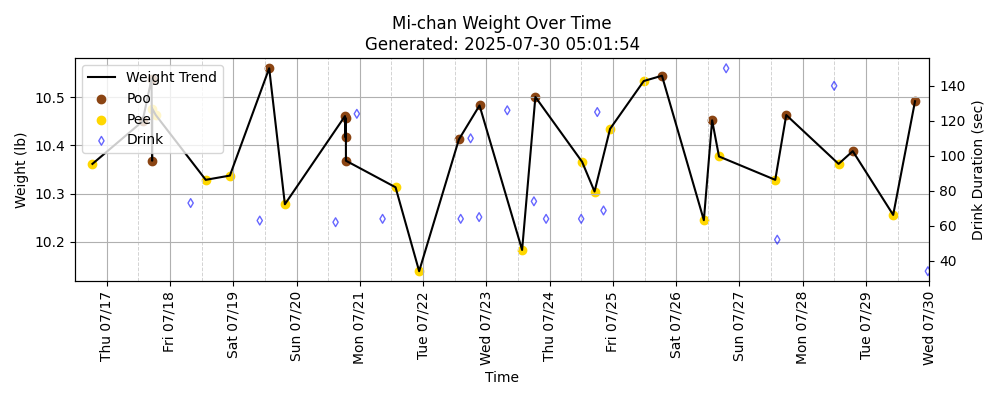 Mi-chan Weight Over Time
Generated: 2025-07-30 05:01:54
Weight Trend
Poo
Pee
Drink
10.5
10.4
10.3
10.2
Weight (lb)
140
120
100
80
60
40
Drink Duration (sec)
Thu 07/17
Fri 07/18
Sat 07/19
Sun 07/20
Mon 07/21
Tue 07/22
Wed 07/23
Thu 07/24
Fri 07/25
Sat 07/26
Sun 07/27
Mon 07/28
Tue 07/29
Wed 07/30
Time